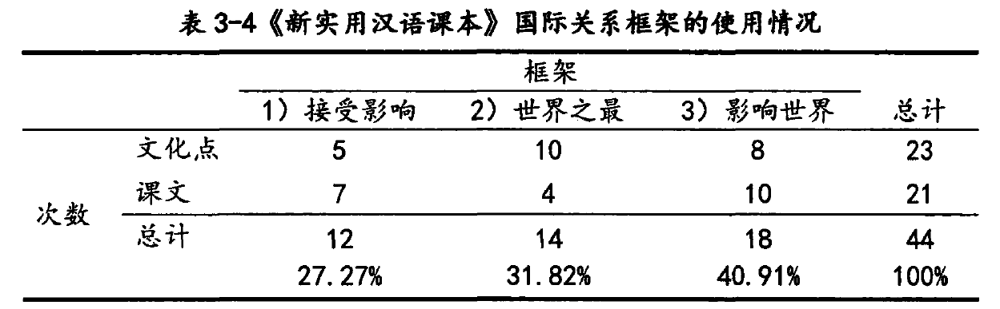 表 3-4《新实用汉语课本》国际关系框架的使用情况
框架
1）接受影响 2）世界之最 3）影响世界 总计
文化点 5 10 8 23
课文 7 4 10 21
次数
总计 12 14 18 44
27.27% 31.82% 40.91% 100%